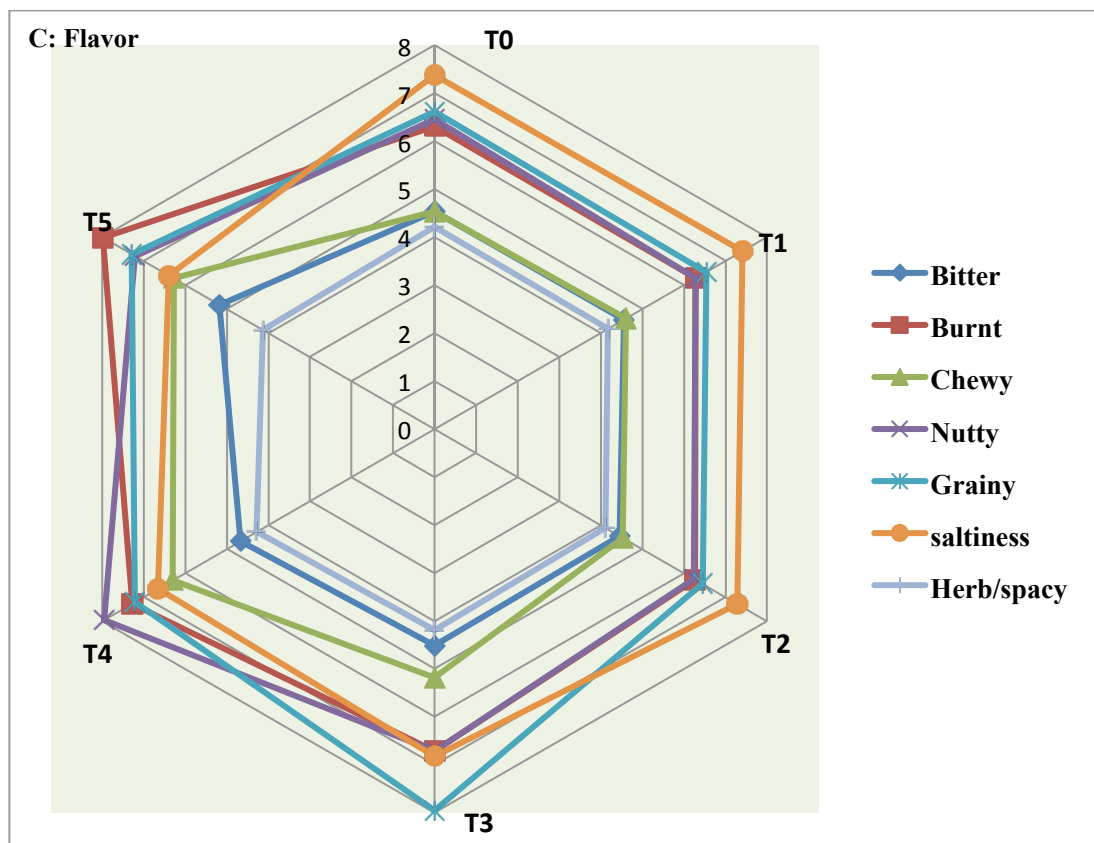 C: Flavor
T0
T1
T2
T3
T4
T5
8
7
6
5
4
3
2
1
0
Bitter
Burnt
Chewy
Nutty
Grainy
saltiness
Herb/spacy